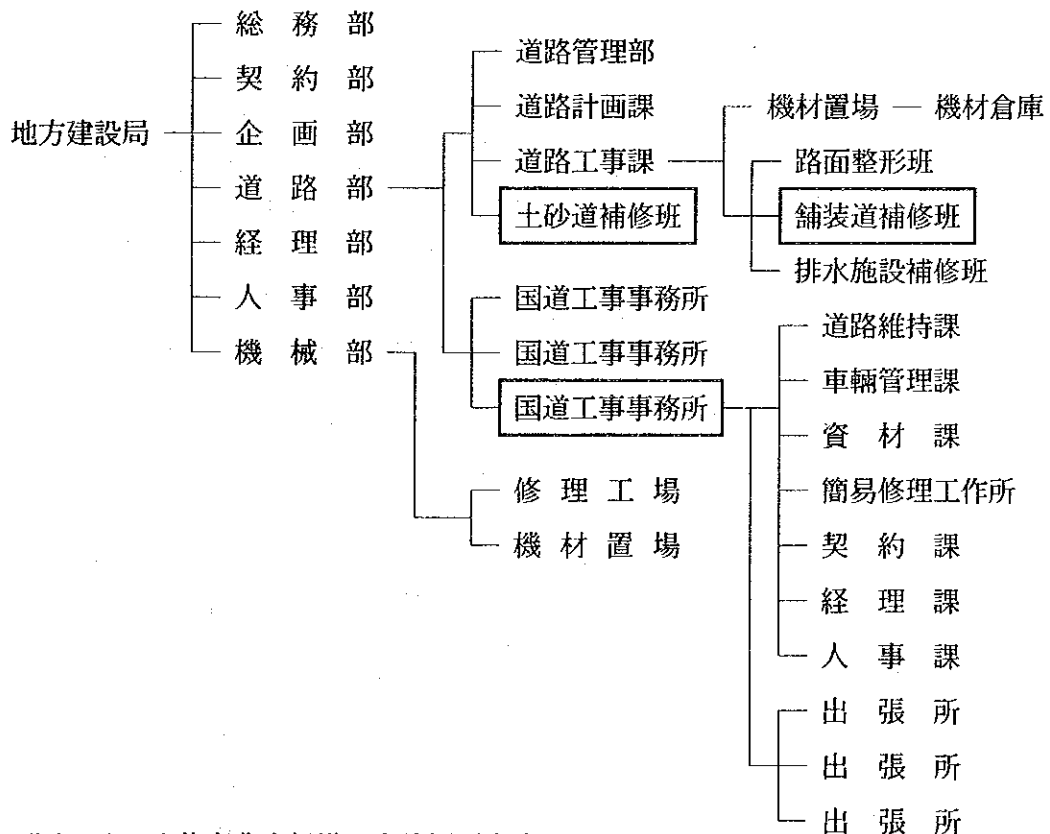 地方建設局
総務部
契約部
企画部
道路部
経理部
人事部
機械部
道路管理部
道路計画課
道路工事課
土砂道補修班
国道工事事務所
国道工事事務所
国道工事事務所
修理工場
機材置場
機材置場 — 機材倉庫
路面整形班
舗装道補修班
排水施設補修班
道路維持課
車輛管理課
資材課
簡易修理工作所
契約課
経理課
人事課
出張所
出張所
出張所